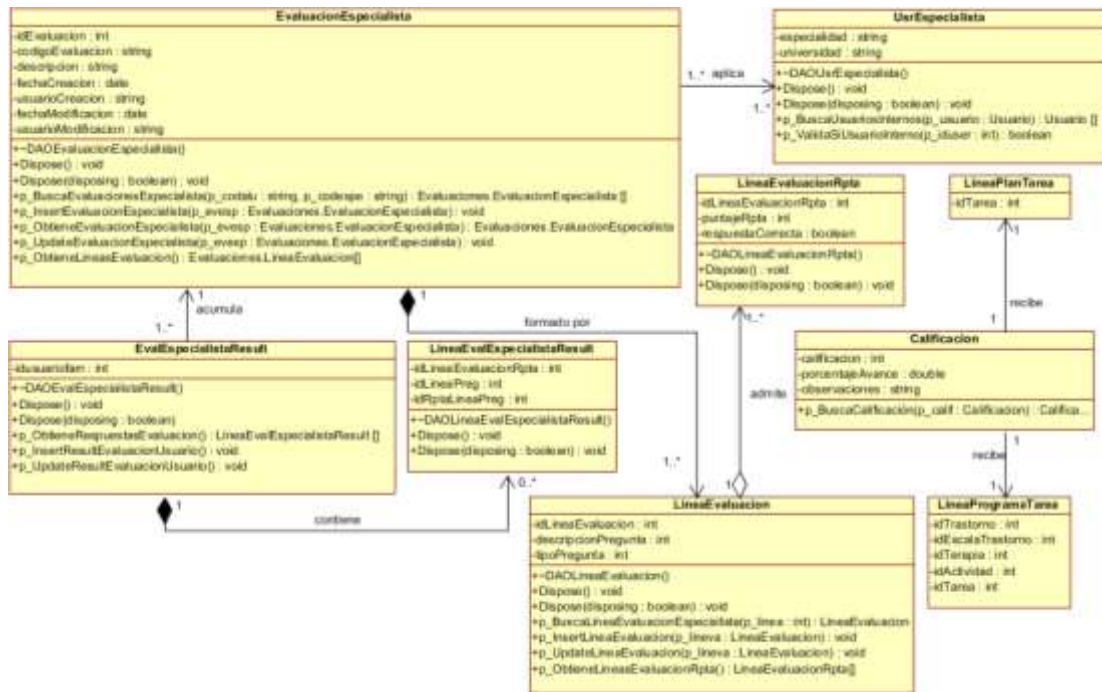 EvaluacionEspecialista
-idEvaluacion : int
-codigoEvaluacion : string
-descripcion : string
-fechaCreacion : date
-usuarioCreacion : string
-fechaModificacion : date
-usuarioModificacion : string
+~DAOEvaluacionEspecialista()
+Dispose() : void
+Dispose(disposing : boolean) : void
+p_BuscaEvaluacionesEspecialista(p_codalu : string, p_codespe : string) : Evaluaciones.EvaluacionEspecialista []
+p_InsertEvaluacionEspecialista(p_evesp : Evaluaciones.EvaluacionEspecialista) : void
+p_ObtieneEvaluacionEspecialista(p_evesp : Evaluaciones.EvaluacionEspecialista) : Evaluaciones.EvaluacionEspecialista
+p_UpdateEvaluacionEspecialista(p_evesp : Evaluaciones.EvaluacionEspecialista) : void
+p_ObtieneLineasEvaluacion() : Evaluaciones.LineaEvaluacion[]
1..* aplica
1..*
UsrEspecialista
-especialidad : string
-universidad : string
+~DAOUsrEspecialista()
+Dispose() : void
+Dispose(disposing : boolean) : void
+p_BuscaUsuariosInternos(p_usuario : Usuario) : Usuario []
+p_ValidaSiUsuarioInterno(p_iduser : int) : boolean
LineaEvaluacionRpta
-idLineaEvaluacionRpta : int
-puntajeRpta : int
-respuestaCorrecta : boolean
+~DAOLineaEvaluacionRpta()
+Dispose() : void
+Dispose(disposing : boolean) : void
LineaPlanTarea
-idTarea : int
1
recibe
1
1
acumula
1..*
1
formado por
1..*
1..*
admite
1
EvalEspecialistaResult
-idusuariofam : int
+~DAOEvalEspecialistaResult()
+Dispose() : void
+Dispose(disposing : boolean)
+p_ObtieneRespuestasEvaluacion() : LineaEvalEspecialistaResult []
+p_InsertResultEvaluacionUsuario() : void
+p_UpdateResultEvaluacionUsuario() : void
LineaEvalEspecialistaResult
-idLineaEvaluacionRpta : int
-idLineaPreg : int
-idRptaLineaPreg : int
+~DAOLineaEvalEspecialistaResult()
+Dispose() : void
+Dispose(disposing : boolean) : void
Calificacion
-calificacion : int
-porcentajeAvance : double
-observaciones : string
+p_BuscaCalificación(p_calif : Calificacion) : Califica...
1
recibe
1
1
contiene
0..*
LineaEvaluacion
-idLineaEvaluacion : int
-descripcionPregunta : int
-tipoPregunta : int
+~DAOLineaEvaluacion()
+Dispose() : void
+Dispose(disposing : boolean) : void
+p_BuscaLineaEvaluacionEspecialista(p_linea : int) : LineaEvaluacion
+p_InsertLineaEvaluacion(p_lineva : LineaEvaluacion) : void
+p_UpdateLineaEvaluacion(p_lineva : LineaEvaluacion) : void
+p_ObtieneLineasEvaluacionRpta() : LineaEvaluacionRpta[]
LineaProgramaTarea
-idTrastorno : int
-idEscalaTrastorno : int
-idTerapia : int
-idActividad : int
-idTarea : int